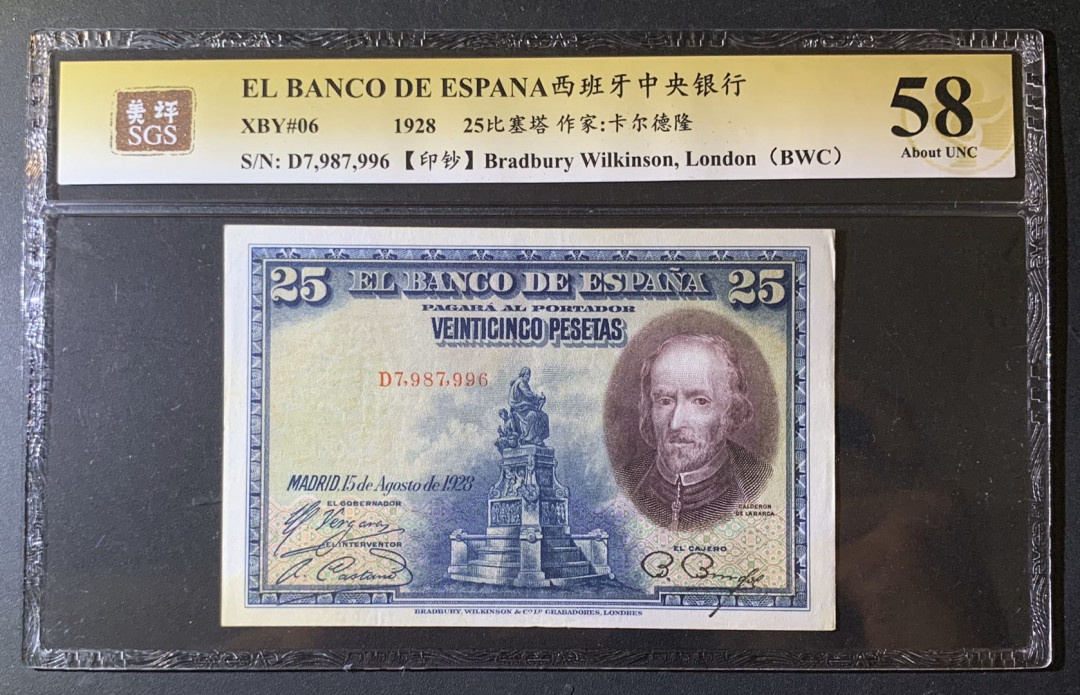 美坪
SGS
EL BANCO DE ESPANA西班牙中央银行
XBY#06 1928 25比塞塔 作家:卡尔德隆
S/N: D7,987,996 【印钞】Bradbury Wilkinson, London（BWC）
58
About UNC
25 EL BANCO DE ESPAÑA 25
PAGARÁ AL PORTADOR
VEINTICINCO PESETAS
D7,987,996
MADRID, 15 de Agosto de 1928
EL GOBERNADOR
EL INTERVENTOR
CALDERON
DE LA BARCA
EL CAJERO
BRADBURY, WILKINSON & Cº Lᴰ GRABADORES, LONDRES